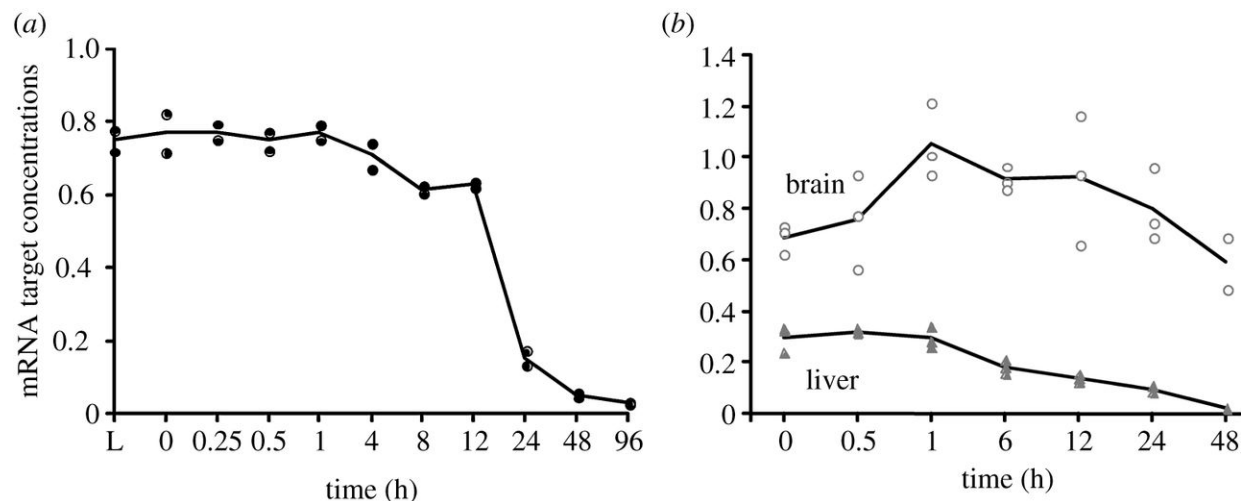 (a)
mRNA target concentrations
1.0
0.8
0.6
0.4
0.2
0
L 0 0.25 0.5 1 4 8 12 24 48 96
time (h)
(b)
1.4
1.2
1.0
0.8
0.6
0.4
0.2
0
brain
liver
0 0.5 1 6 12 24 48
time (h)